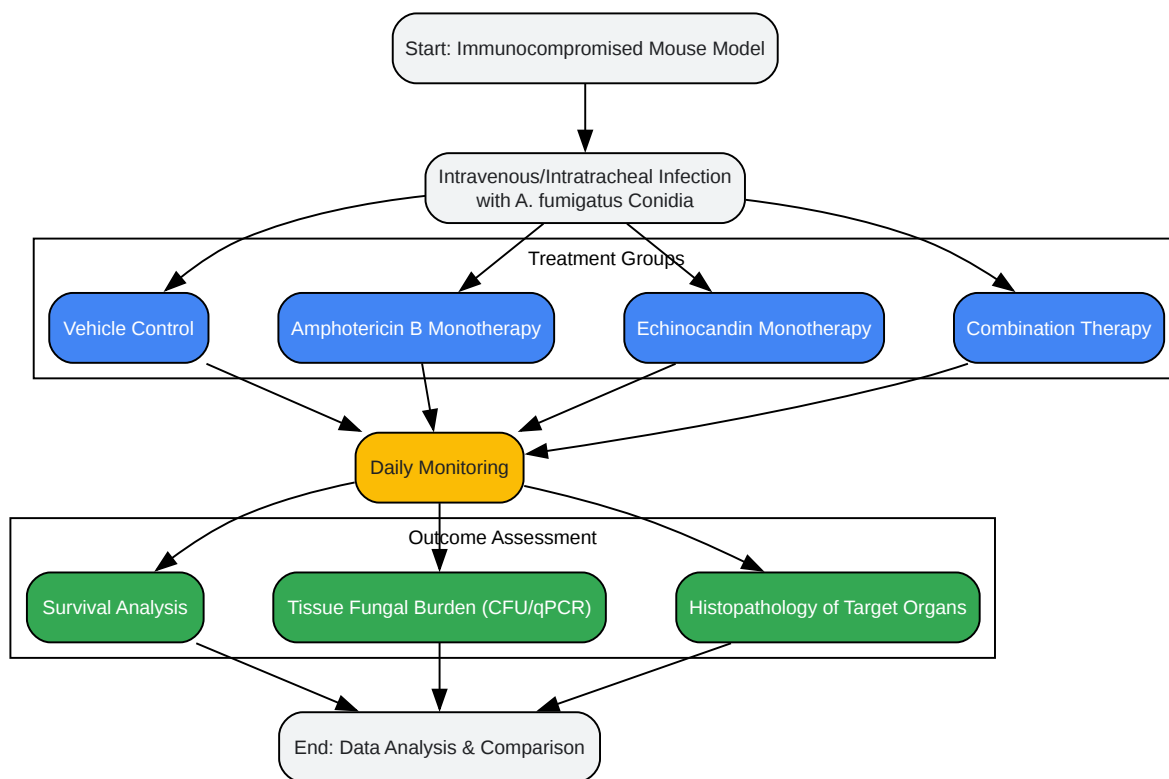 Start: Immunocompromised Mouse Model
Intravenous/Intratracheal Infection
with A. fumigatus Conidia
Treatment Groups
Vehicle Control
Amphotericin B Monotherapy
Echinocandin Monotherapy
Combination Therapy
Daily Monitoring
Outcome Assessment
Survival Analysis
Tissue Fungal Burden (CFU/qPCR)
Histopathology of Target Organs
End: Data Analysis & Comparison